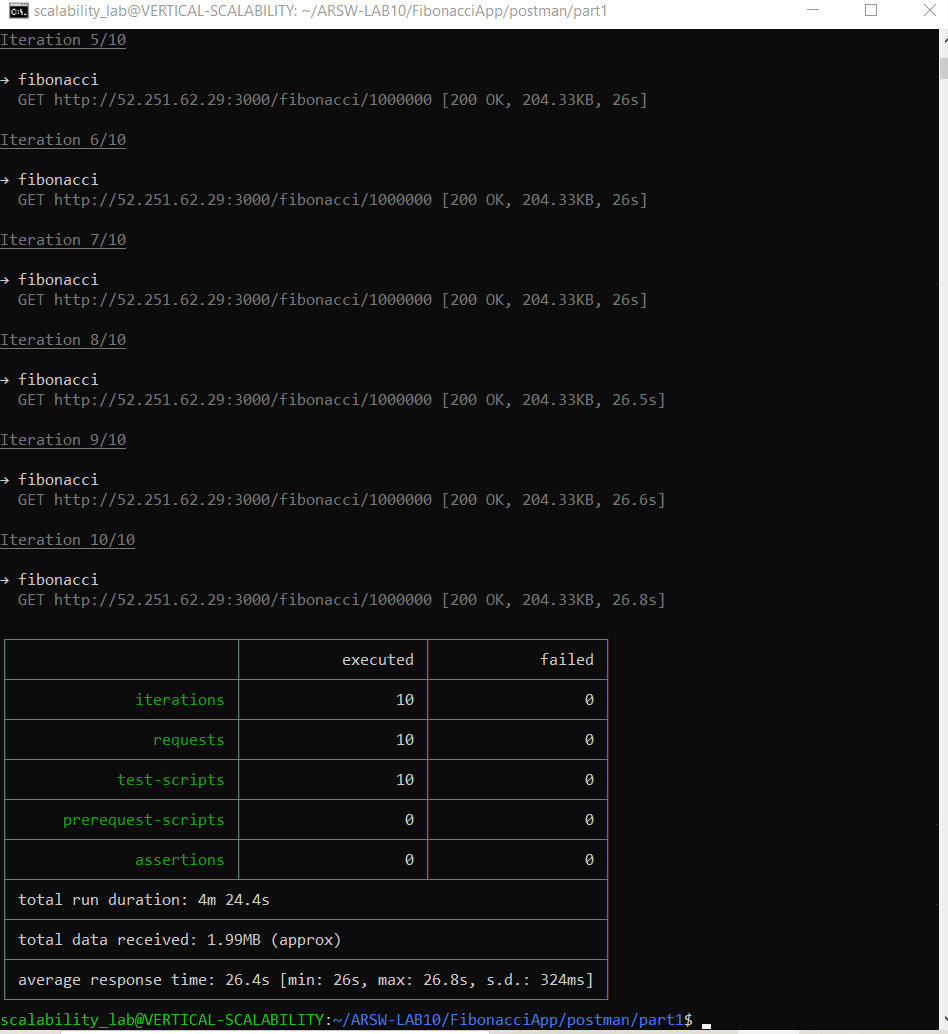 scalability_lab@VERTICAL-SCALABILITY: ~/ARSW-LAB10/FibonacciApp/postman/part1
Iteration 5/10
→ fibonacci
GET http://52.251.62.29:3000/fibonacci/1000000 [200 OK, 204.33KB, 26s]
Iteration 6/10
→ fibonacci
GET http://52.251.62.29:3000/fibonacci/1000000 [200 OK, 204.33KB, 26s]
Iteration 7/10
→ fibonacci
GET http://52.251.62.29:3000/fibonacci/1000000 [200 OK, 204.33KB, 26s]
Iteration 8/10
→ fibonacci
GET http://52.251.62.29:3000/fibonacci/1000000 [200 OK, 204.33KB, 26.5s]
Iteration 9/10
→ fibonacci
GET http://52.251.62.29:3000/fibonacci/1000000 [200 OK, 204.33KB, 26.6s]
Iteration 10/10
→ fibonacci
GET http://52.251.62.29:3000/fibonacci/1000000 [200 OK, 204.33KB, 26.8s]
executed failed
iterations 10 0
requests 10 0
test-scripts 10 0
prerequest-scripts 0 0
assertions 0 0
total run duration: 4m 24.4s
total data received: 1.99MB (approx)
average response time: 26.4s [min: 26s, max: 26.8s, s.d.: 324ms]
scalability_lab@VERTICAL-SCALABILITY:~/ARSW-LAB10/FibonacciApp/postman/part1$